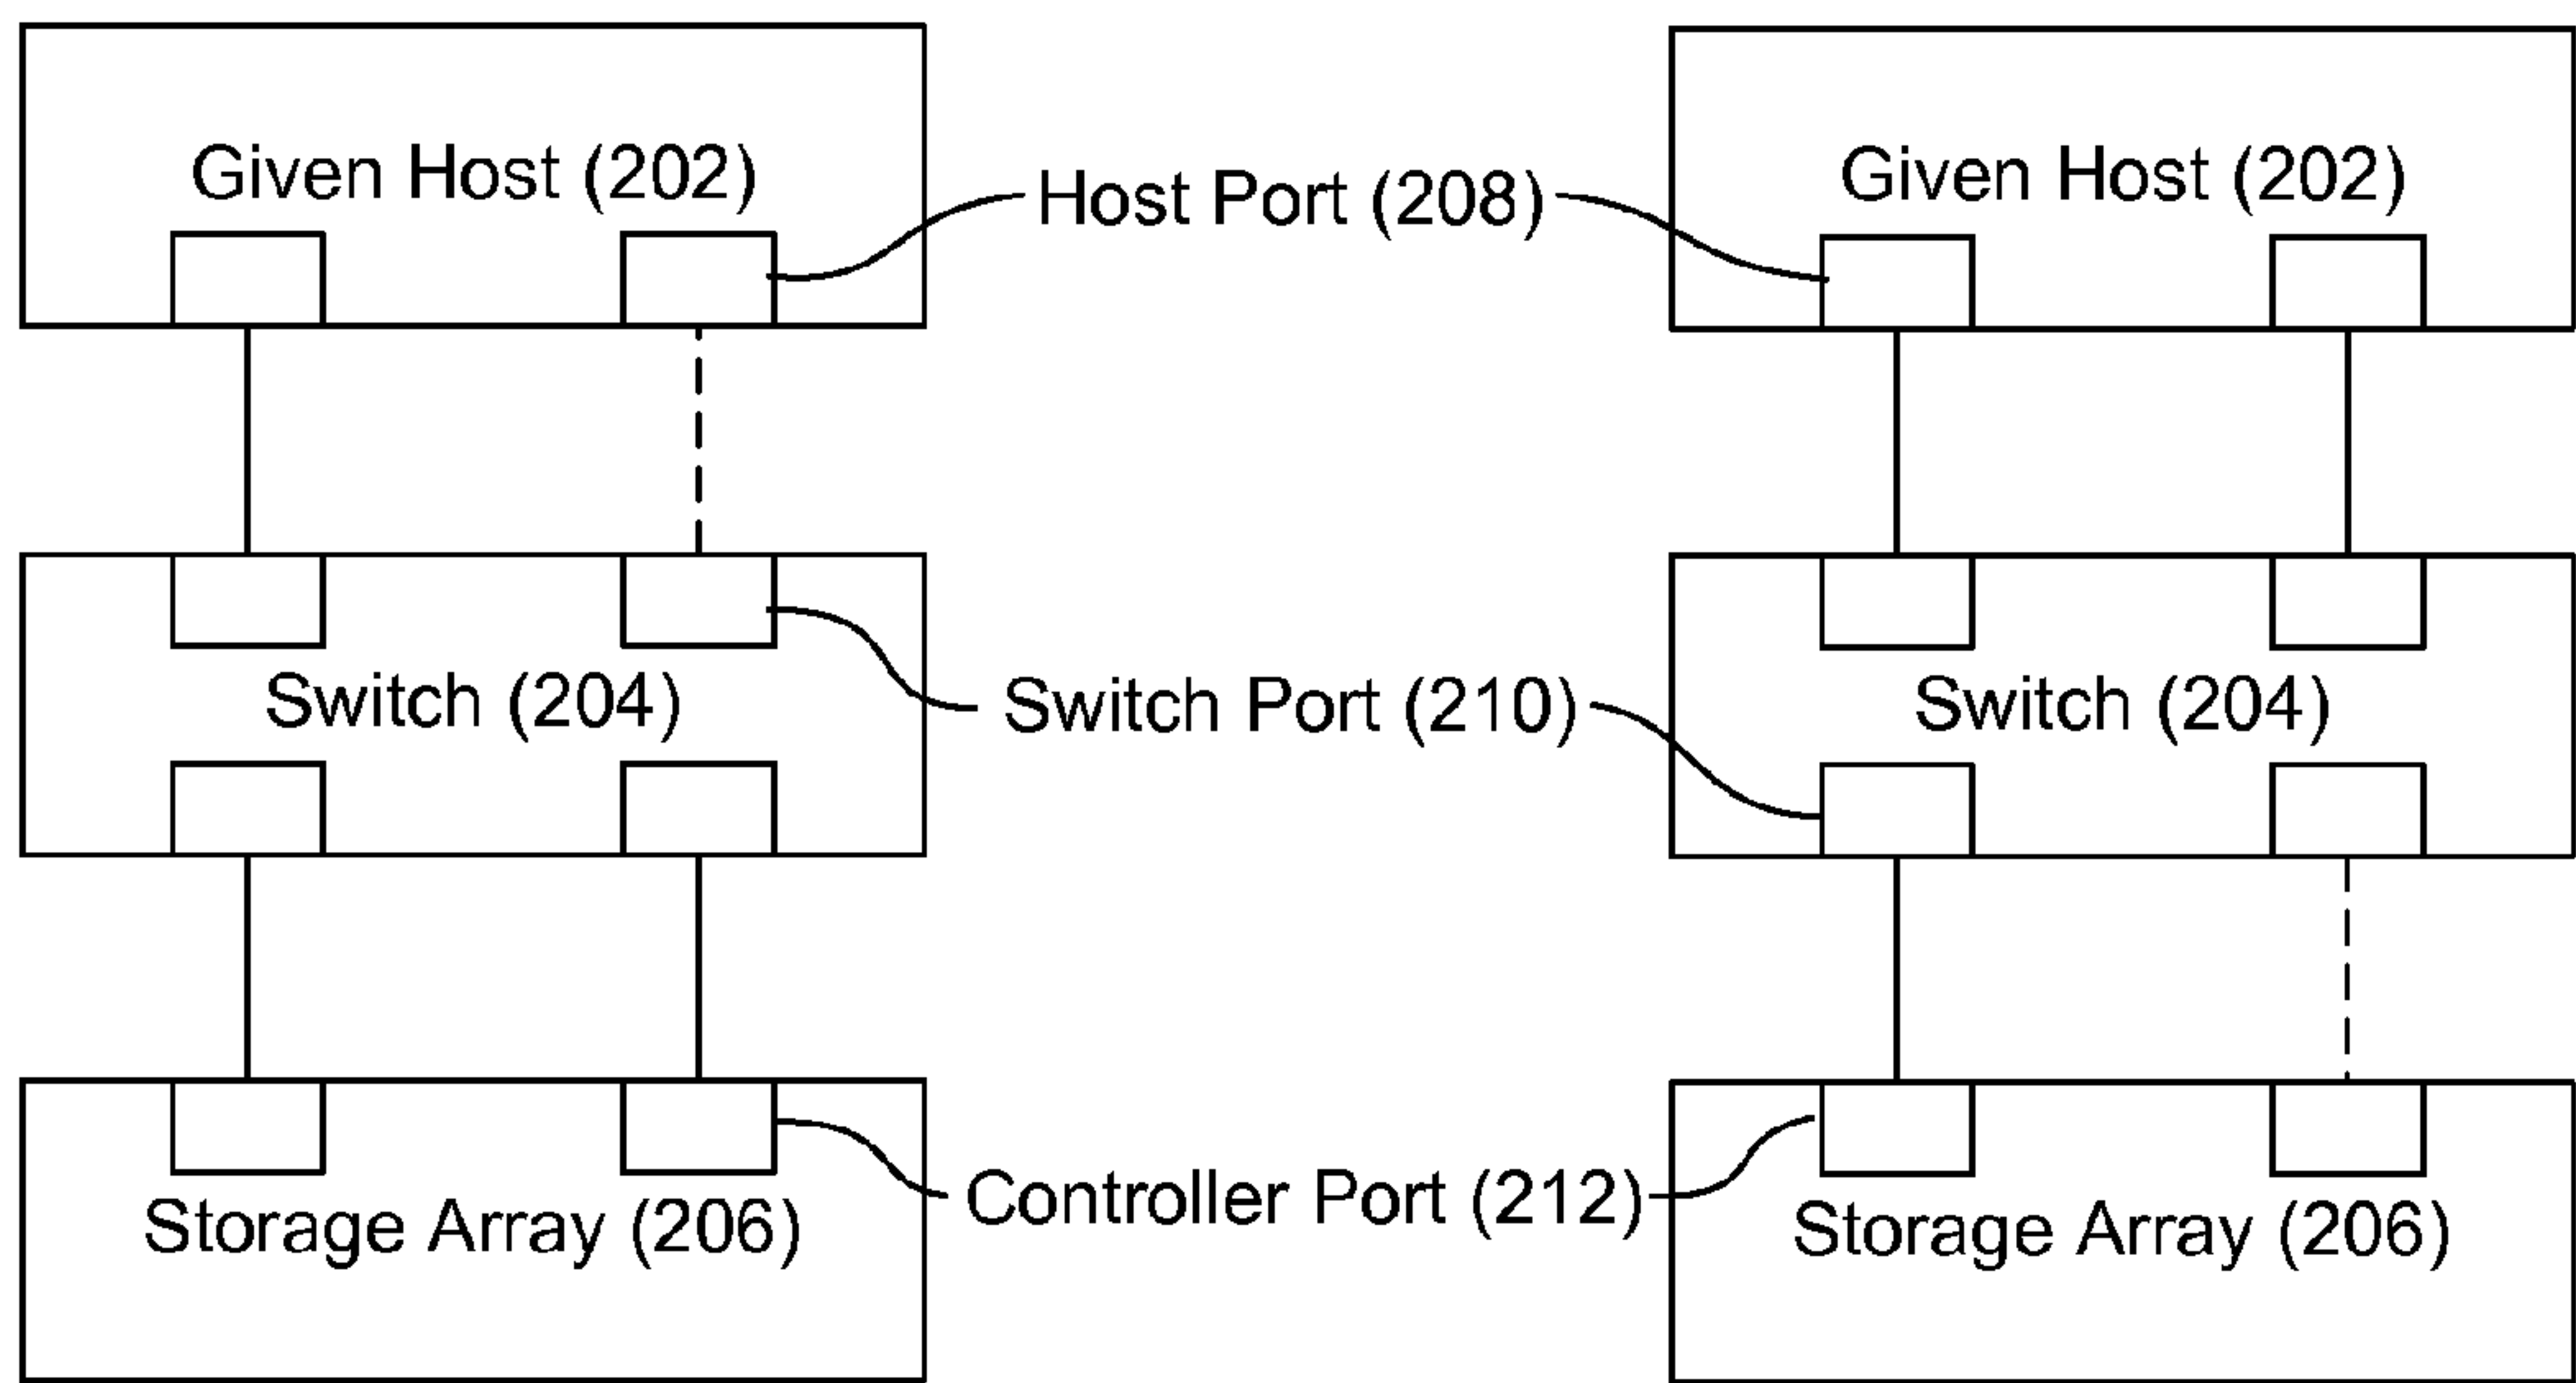 Given Host (202)
Host Port (208)
Given Host (202)
Switch (204)
Switch Port (210)
Switch (204)
Storage Array (206)
Controller Port (212)
Storage Array (206)